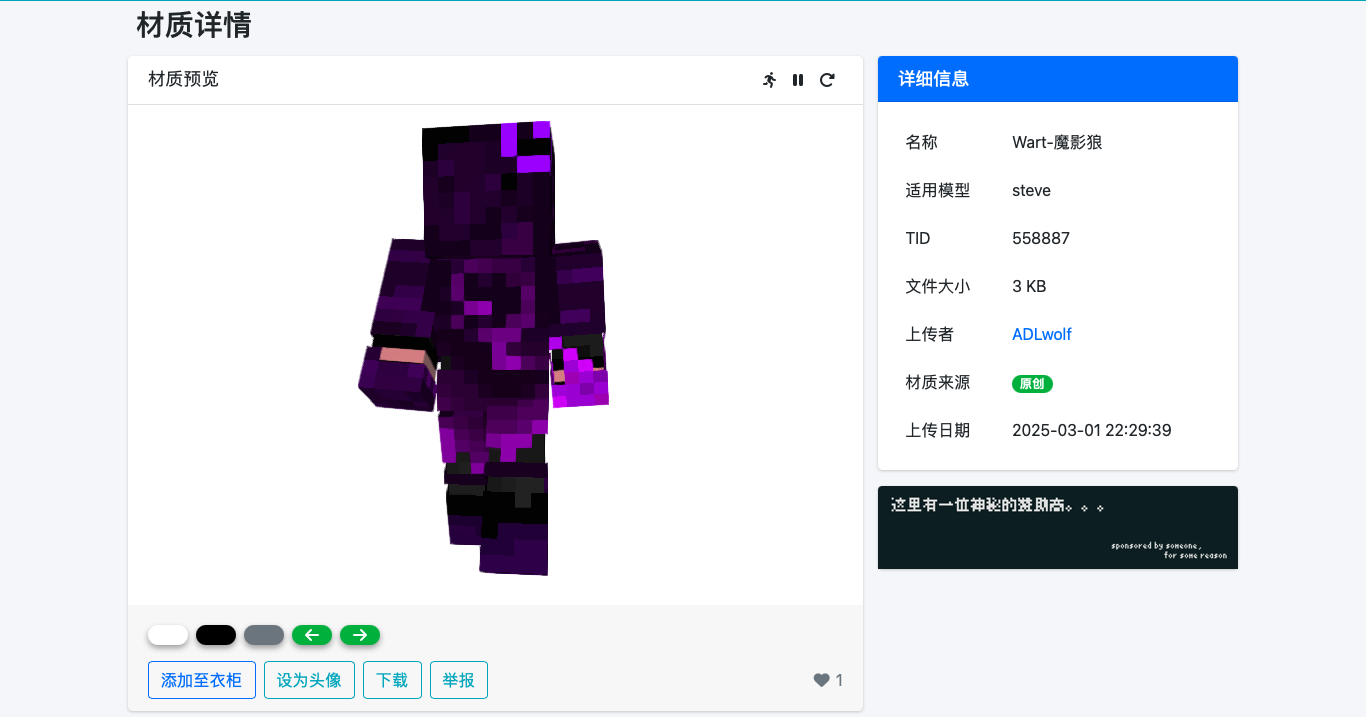 材质详情
材质预览
详细信息
名称 Wart-魔影狼
适用模型 steve
TID 558887
文件大小 3 KB
上传者 ADLwolf
材质来源 原创
上传日期 2025-03-01 22:29:39
这里有一位神秘的赞助商。。。
sponsored by someone,
for some reason
添加至衣柜 设为头像 下载 举报 1